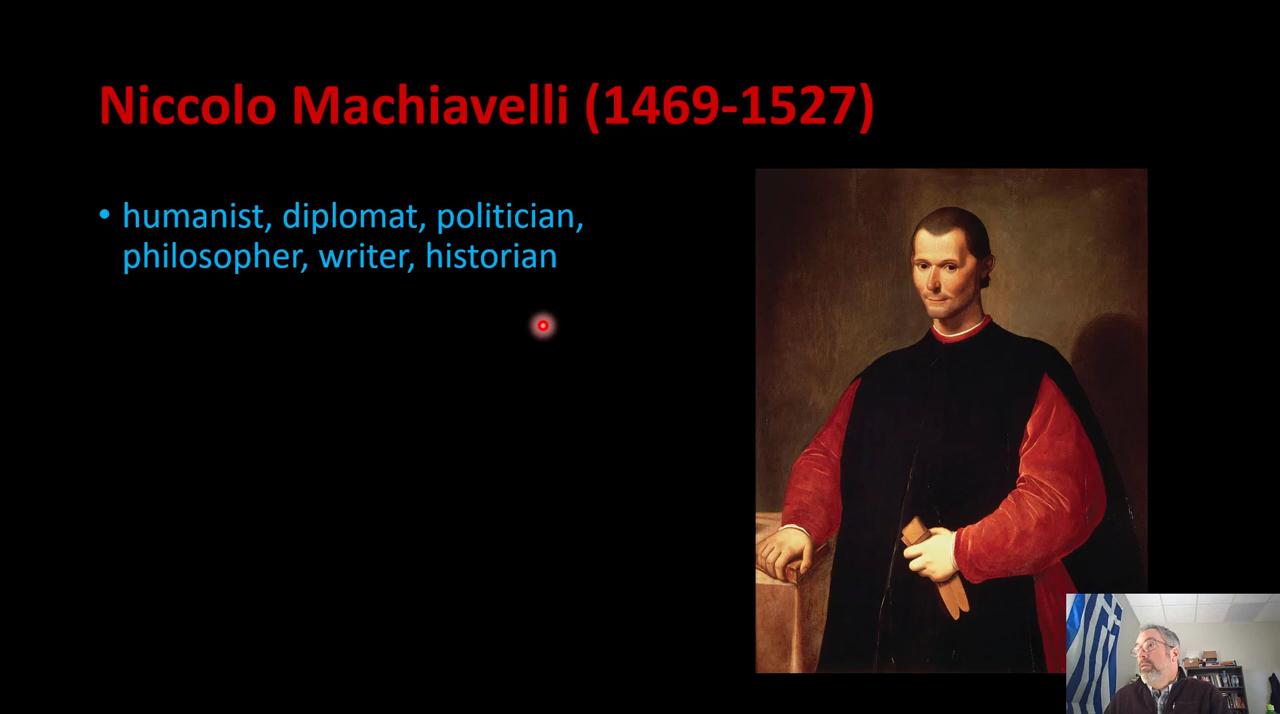 Niccolo Machiavelli (1469-1527)
• humanist, diplomat, politician,
philosopher, writer, historian